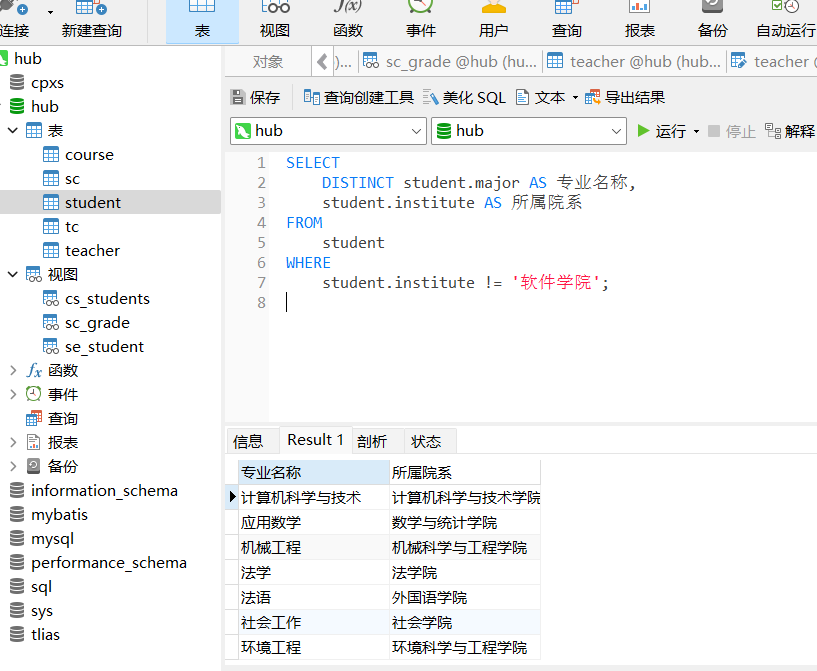 连接 新建查询 表 视图 函数 事件 用户 查询 报表 备份 自动运行
hub
cpxs
hub
表
course
sc
student
tc
teacher
视图
cs_students
sc_grade
se_student
函数
事件
查询
报表
备份
information_schema
mybatis
mysql
performance_schema
sql
sys
tlias
对象 )... sc_grade @hub (hu... teacher @hub (hub... teacher
保存 查询创建工具 美化 SQL 文本 导出结果
hub hub 运行 停止 解释
1 SELECT
2 DISTINCT student.major AS 专业名称,
3 student.institute AS 所属院系
4 FROM
5 student
6 WHERE
7 student.institute != '软件学院';
8
信息 Result 1 剖析 状态
专业名称 所属院系
计算机科学与技术 计算机科学与技术学院
应用数学 数学与统计学院
机械工程 机械科学与工程学院
法学 法学院
法语 外国语学院
社会工作 社会学院
环境工程 环境科学与工程学院